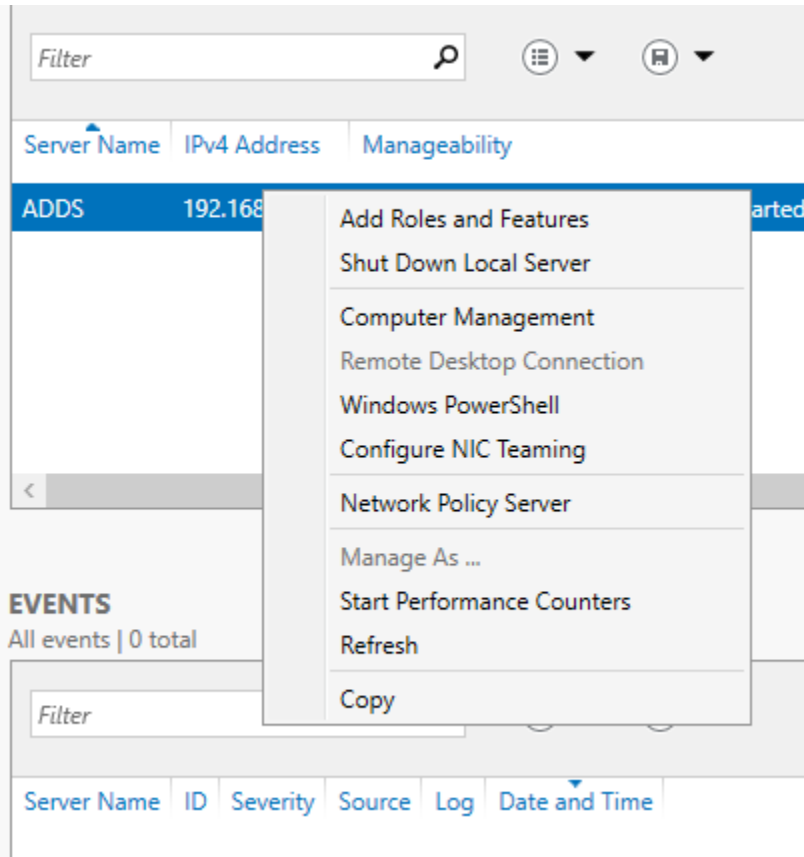 Filter
Server Name IPv4 Address Manageability
ADDS 192.168 arted
Add Roles and Features
Shut Down Local Server
Computer Management
Remote Desktop Connection
Windows PowerShell
Configure NIC Teaming
Network Policy Server
Manage As ...
Start Performance Counters
Refresh
Copy
EVENTS
All events | 0 total
Filter
Server Name ID Severity Source Log Date and Time